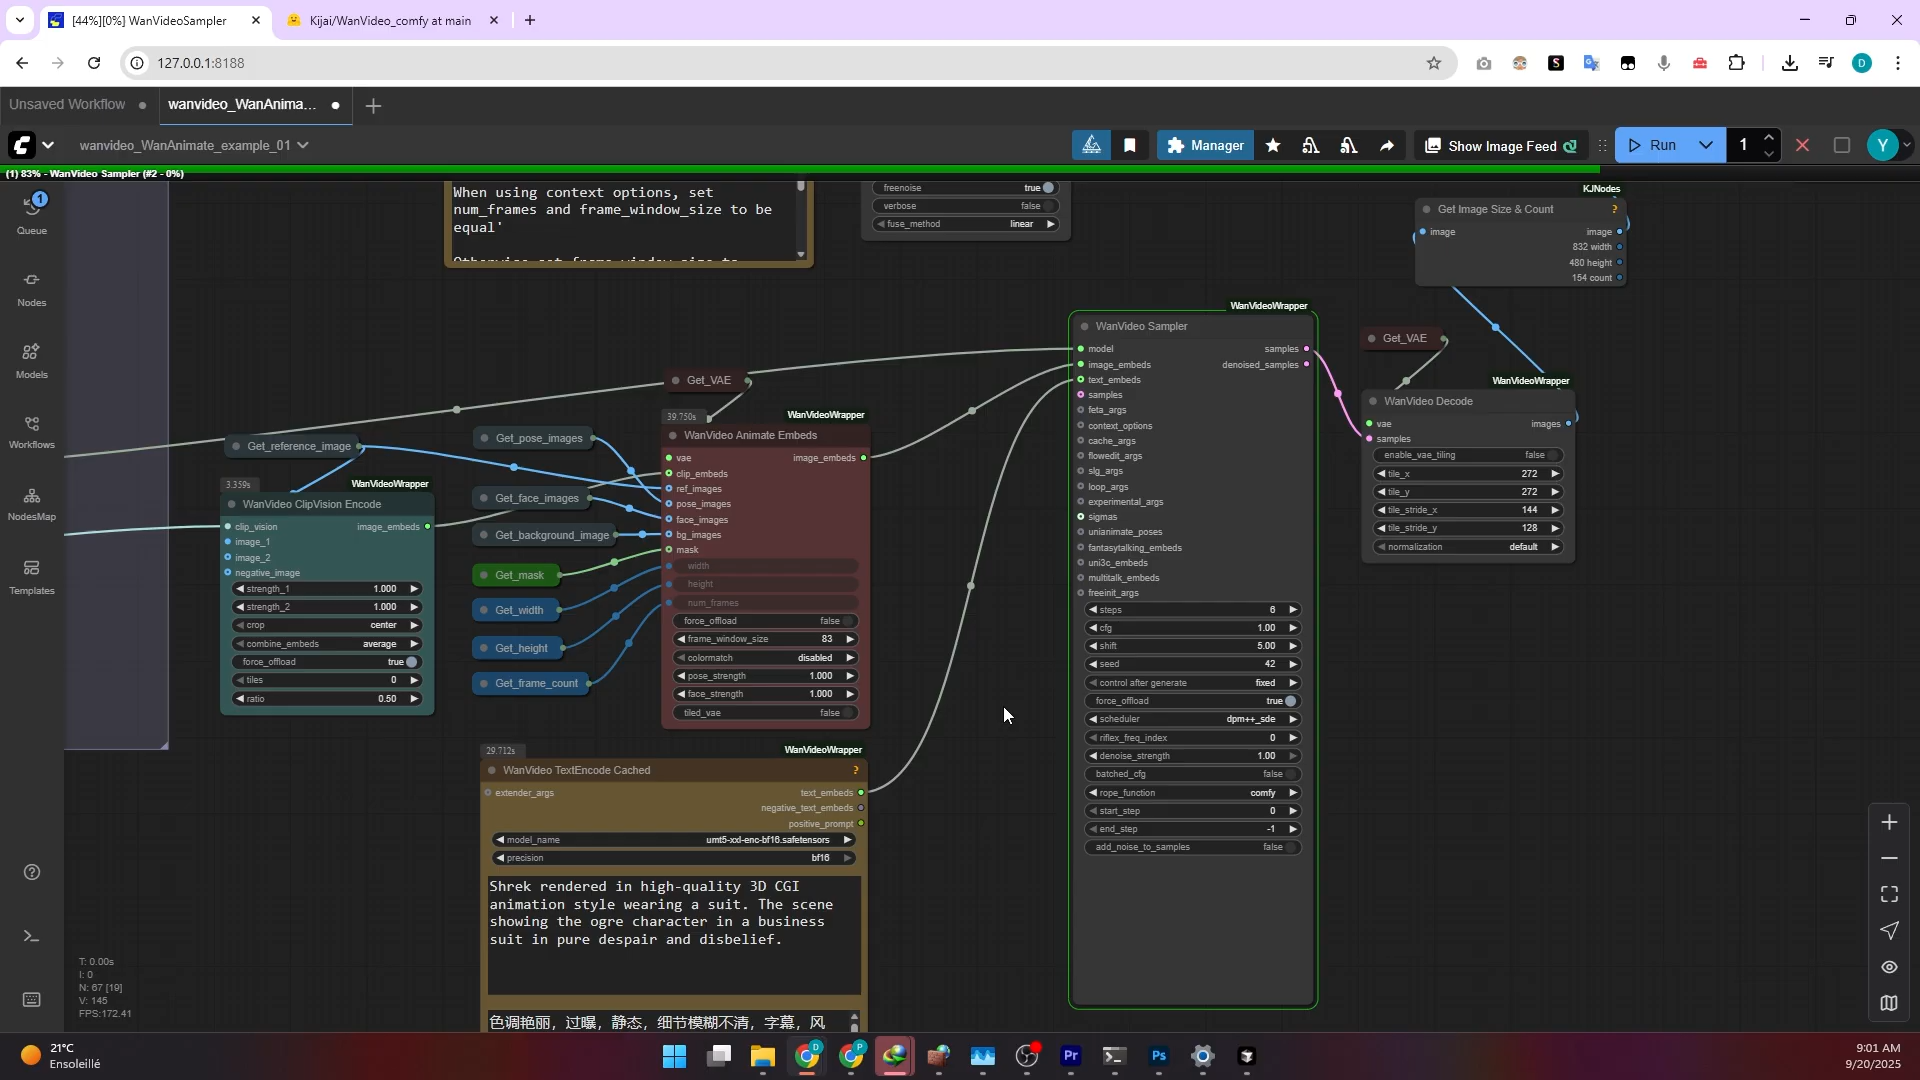 [44%][0%] WanVideoSampler
Kijai/WanVideo_comfy at main
127.0.0.1:8188
D
Unsaved Workflow
wanvideo_WanAnima...
wanvideo_WanAnimate_example_01
Manager
Show Image Feed
Run
1
Y
(1) 83% - WanVideo Sampler (#2 - 0%)
1
Queue
Nodes
Models
Workflows
NodesMap
Templates
When using context options, set
num_frames and frame_window_size to be
equal'
freenoise true
verbose false
fuse_method linear
KJNodes
Get Image Size & Count ?
image image
832 width
480 height
154 count
WanVideoWrapper
WanVideo Sampler
model samples
image_embeds denoised_samples
text_embeds
samples
feta_args
context_options
cache_args
flowedit_args
slg_args
loop_args
experimental_args
sigmas
unianimate_poses
fantasytalking_embeds
uni3c_embeds
multitalk_embeds
freeinit_args
steps 6
cfg 1.00
shift 5.00
seed 42
control after generate fixed
force_offload true
scheduler dpm++_sde
riflex_freq_index 0
denoise_strength 1.00
batched_cfg false
rope_function comfy
start_step 0
end_step -1
add_noise_to_samples false
Get_VAE
WanVideoWrapper
WanVideo Decode
vae images
samples
enable_vae_tiling false
tile_x 272
tile_y 272
tile_stride_x 144
tile_stride_y 128
normalization default
Get_VAE
39.750s WanVideoWrapper
WanVideo Animate Embeds
vae image_embeds
clip_embeds
ref_images
pose_images
face_images
bg_images
mask
width
height
num_frames
force_offload false
frame_window_size 83
colormatch disabled
pose_strength 1.000
face_strength 1.000
tiled_vae false
Get_reference_image
Get_pose_images
Get_face_images
Get_background_image
Get_mask
Get_width
Get_height
Get_frame_count
3.359s WanVideoWrapper
WanVideo ClipVision Encode
clip_vision image_embeds
image_1
image_2
negative_image
strength_1 1.000
strength_2 1.000
crop center
combine_embeds average
force_offload true
tiles 0
ratio 0.50
29.712s WanVideoWrapper
WanVideo TextEncode Cached ?
extender_args text_embeds
negative_text_embeds
positive_prompt
model_name umt5-xxl-enc-bf16.safetensors
precision bf16
Shrek rendered in high-quality 3D CGI
animation style wearing a suit. The scene
showing the ogre character in a business
suit in pure despair and disbelief.
色调艳丽，过曝，静态，细节模糊不清，字幕，风
T: 0.00s
I: 0
N: 67 [19]
V: 145
FPS:172.41
21°C
Ensoleillé
D
P
Pr
Ps
9:01 AM
9/20/2025